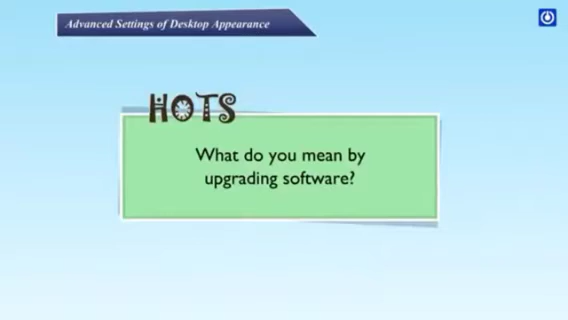 Advanced Settings of Desktop Appearance
HOTS
What do you mean by
upgrading software?